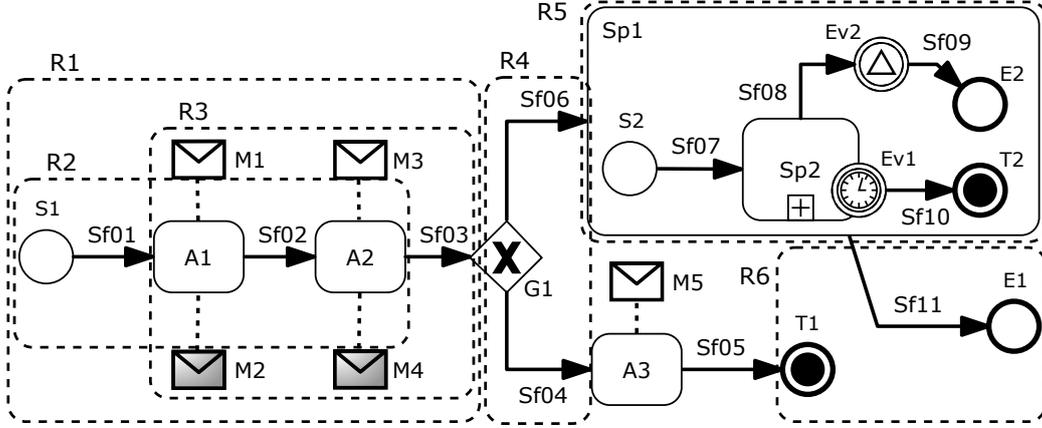 R5
Sp1
Ev2
Sf09
E2
R1
R4
Sf06
Sf08
R3
M1
M3
S2
Sf07
Sp2
Ev1
T2
Sf10
R2
S1
Sf01
A1
Sf02
A2
Sf03
X
G1
M5
R6
E1
Sf11
T1
M2
M4
A3
Sf05
Sf04